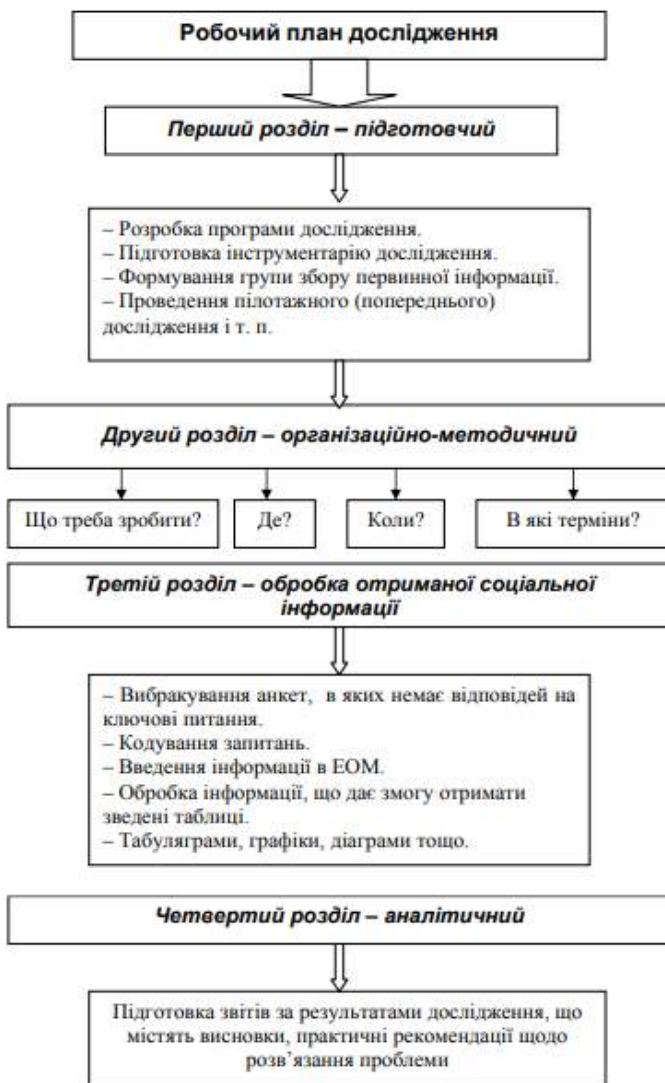 Робочий план дослідження
Перший розділ – підготовчий
– Розробка програми дослідження.
– Підготовка інструментарію дослідження.
– Формування групи збору первинної інформації.
– Проведення пілотажного (попереднього)
дослідження і т. п.
Другий розділ – організаційно-методичний
Що треба зробити?
Де?
Коли?
В які терміни?
Третій розділ – обробка отриманої соціальної
інформації
– Вибракування анкет, в яких немає відповідей на
ключові питання.
– Кодування запитань.
– Введення інформації в ЕОМ.
– Обробка інформації, що дає змогу отримати
зведені таблиці.
– Табуляграми, графіки, діаграми тощо.
Четвертий розділ – аналітичний
Підготовка звітів за результатами дослідження, що
містять висновки, практичні рекомендації щодо
розв’язання проблеми